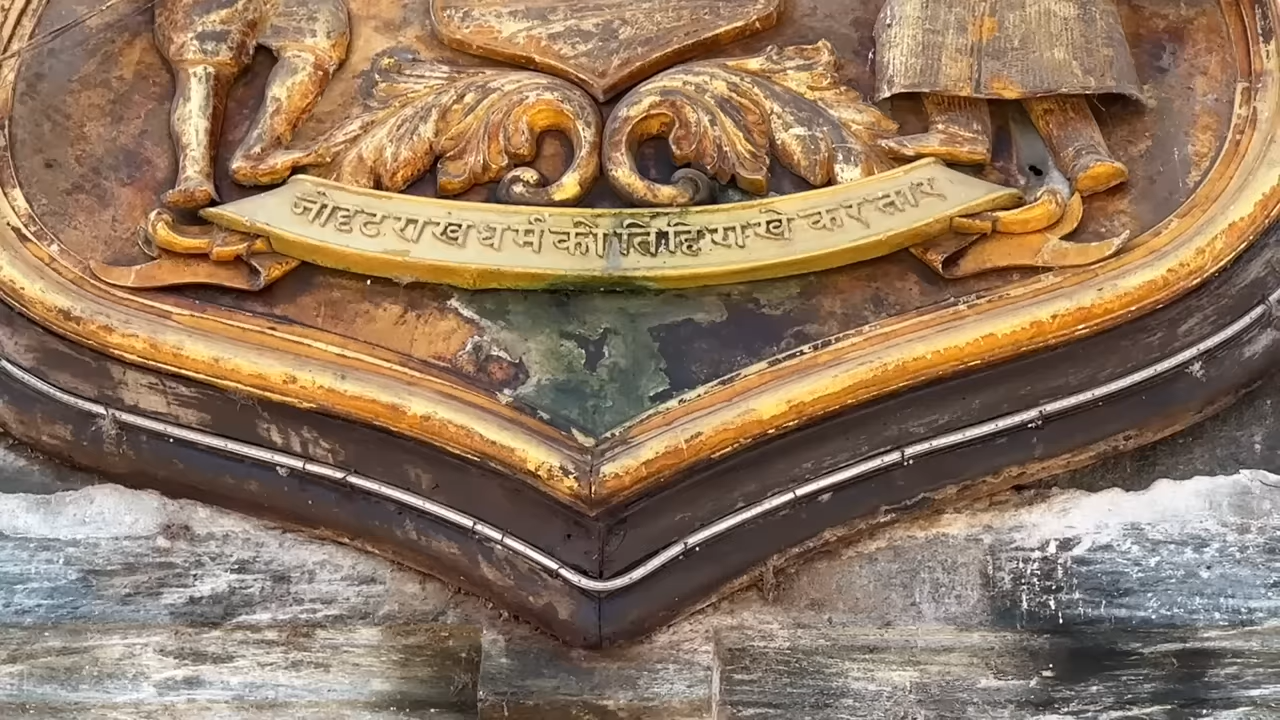 जो दृढ राखे धर्म को तिहि राखे करतार